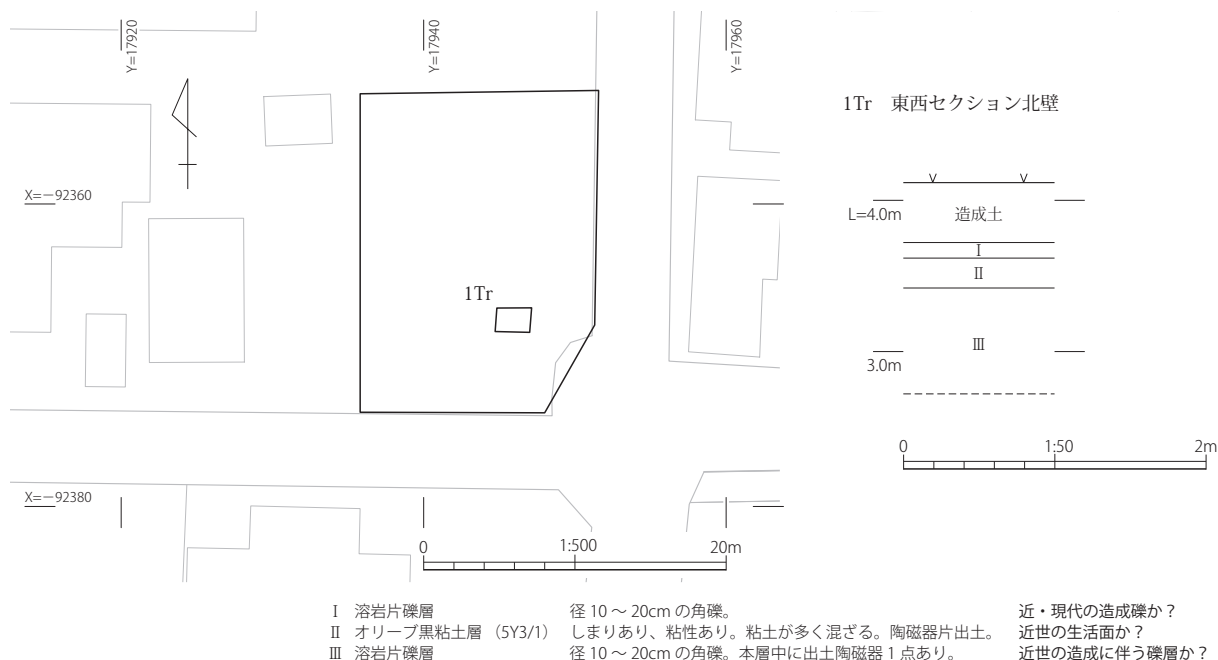 Y=17920
Y=17940
Y=17960
1Tr　東西セクション北壁
X=－92360
L=4.0m
造成土
Ⅰ
Ⅱ
1Tr
Ⅲ
3.0m
0 1:50 2m
X=－92380
0 1:500 20m
Ⅰ 溶岩片礫層 径 10 ～ 20cm の角礫。 近・現代の造成礫か？
Ⅱ オリーブ黒粘土層 （5Y3/1） しまりあり、粘性あり。粘土が多く混ざる。陶磁器片出土。 近世の生活面か？
Ⅲ 溶岩片礫層 径 10 ～ 20cm の角礫。本層中に出土陶磁器 1 点あり。 近世の造成に伴う礫層か？